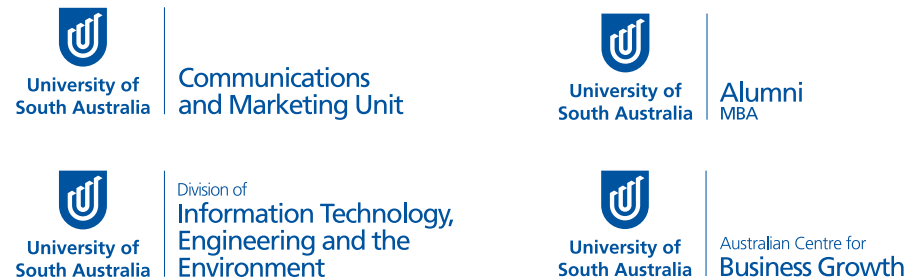 University of
South Australia
Communications
and Marketing Unit
University of
South Australia
Alumni
MBA
University of
South Australia
Division of
Information Technology,
Engineering and the
Environment
University of
South Australia
Australian Centre for
Business Growth